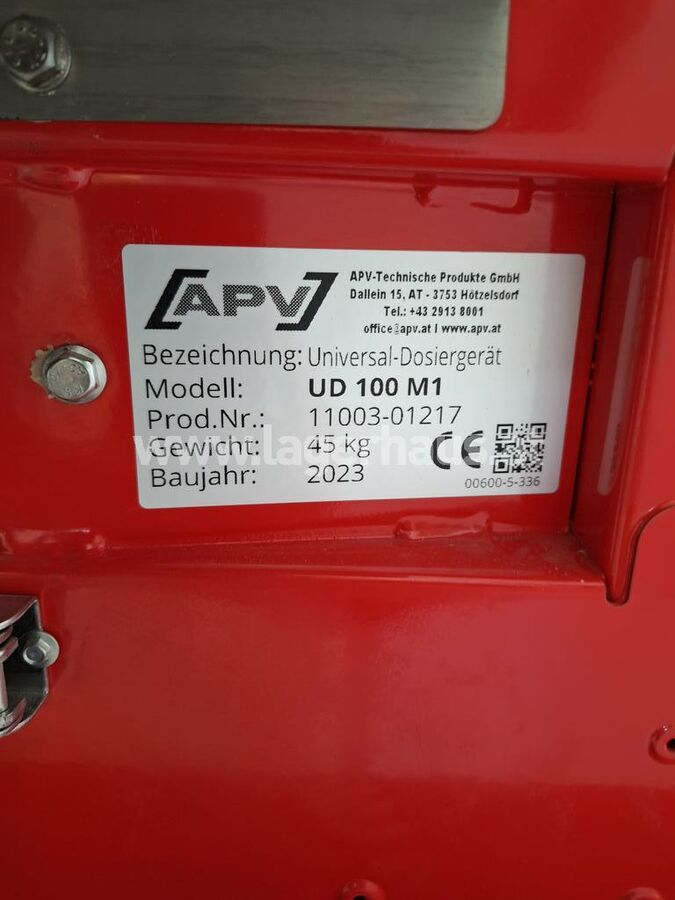 [APV]
APV-Technische Produkte GmbH
Dallein 15, AT - 3753 Hötzelsdorf
Tel.: +43 2913 8001
office@apv.at I www.apv.at
Bezeichnung: Universal-Dosiergerät
Modell: UD 100 M1
Prod.Nr.: 11003-01217
Gewicht: 45 kg
Baujahr: 2023
CE
00600-5-336